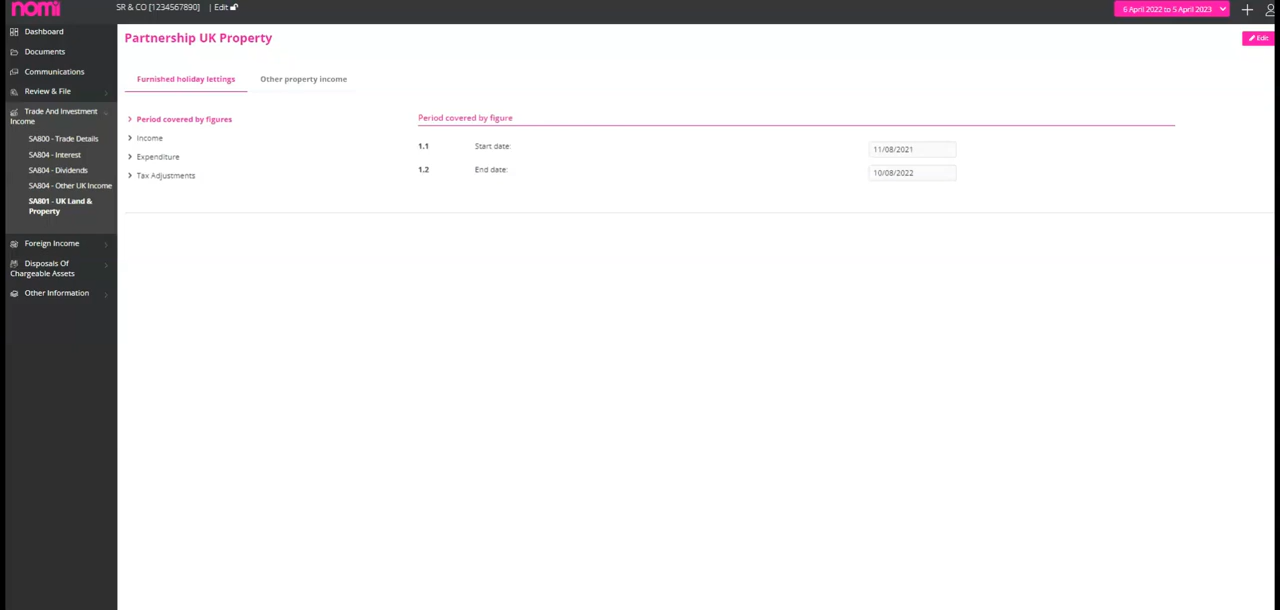 nomi
SR & CO [1234567890] | Edit
6 April 2022 to 5 April 2023
Dashboard
Documents
Communications
Review & File
Trade And Investment
Income
SA800 - Trade Details
SA804 - Interest
SA804 - Dividends
SA804 - Other UK Income
SA801 - UK Land &
Property
Foreign Income
Disposals Of
Chargeable Assets
Other Information
Partnership UK Property
Edit
Furnished holiday lettings
Other property income
Period covered by figures
Income
Expenditure
Tax Adjustments
Period covered by figure
1.1 Start date: 11/08/2021
1.2 End date: 10/08/2022